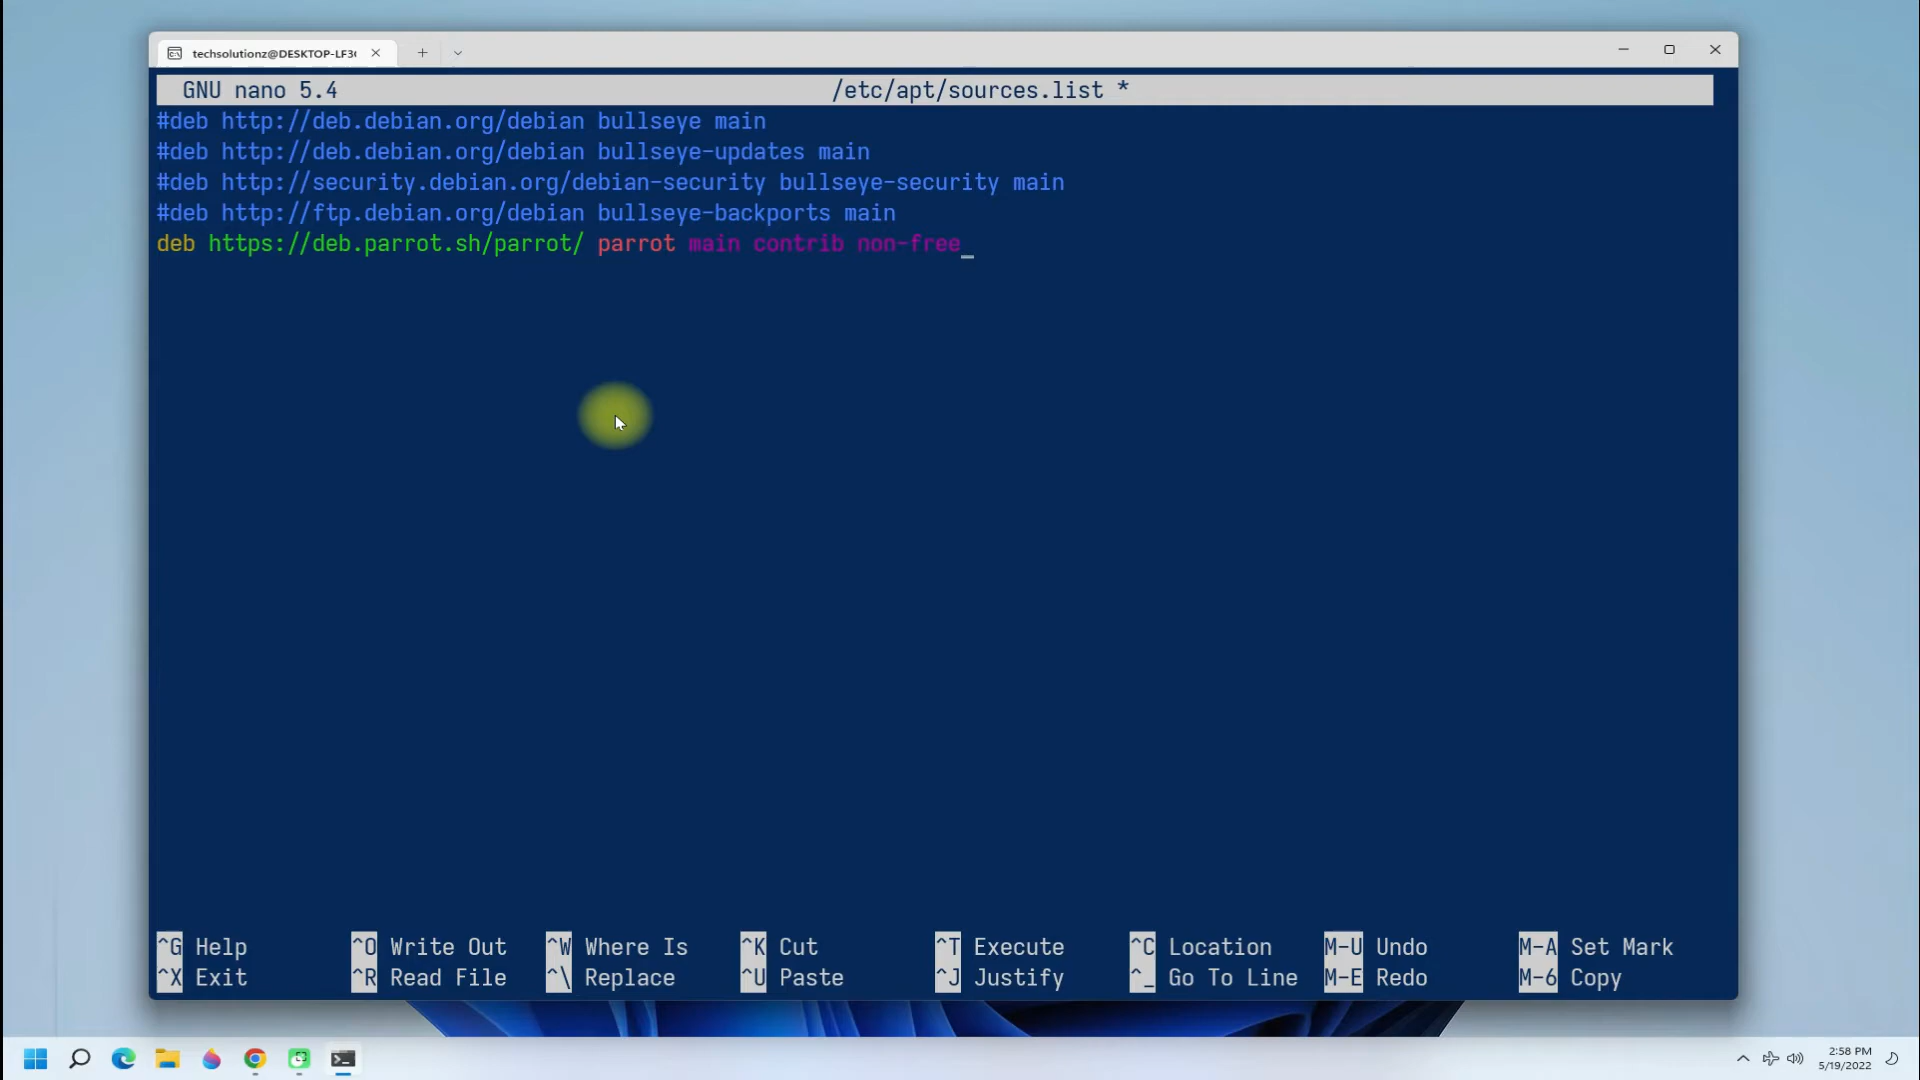 techsolutionz@DESKTOP-LF3
GNU nano 5.4 /etc/apt/sources.list *
#deb http://deb.debian.org/debian bullseye main
#deb http://deb.debian.org/debian bullseye-updates main
#deb http://security.debian.org/debian-security bullseye-security main
#deb http://ftp.debian.org/debian bullseye-backports main
deb https://deb.parrot.sh/parrot/ parrot main contrib non-free_
^G Help ^O Write Out ^W Where Is ^K Cut ^T Execute ^C Location M-U Undo M-A Set Mark
^X Exit ^R Read File ^\ Replace ^U Paste ^J Justify ^_ Go To Line M-E Redo M-6 Copy
2:58 PM
5/19/2022